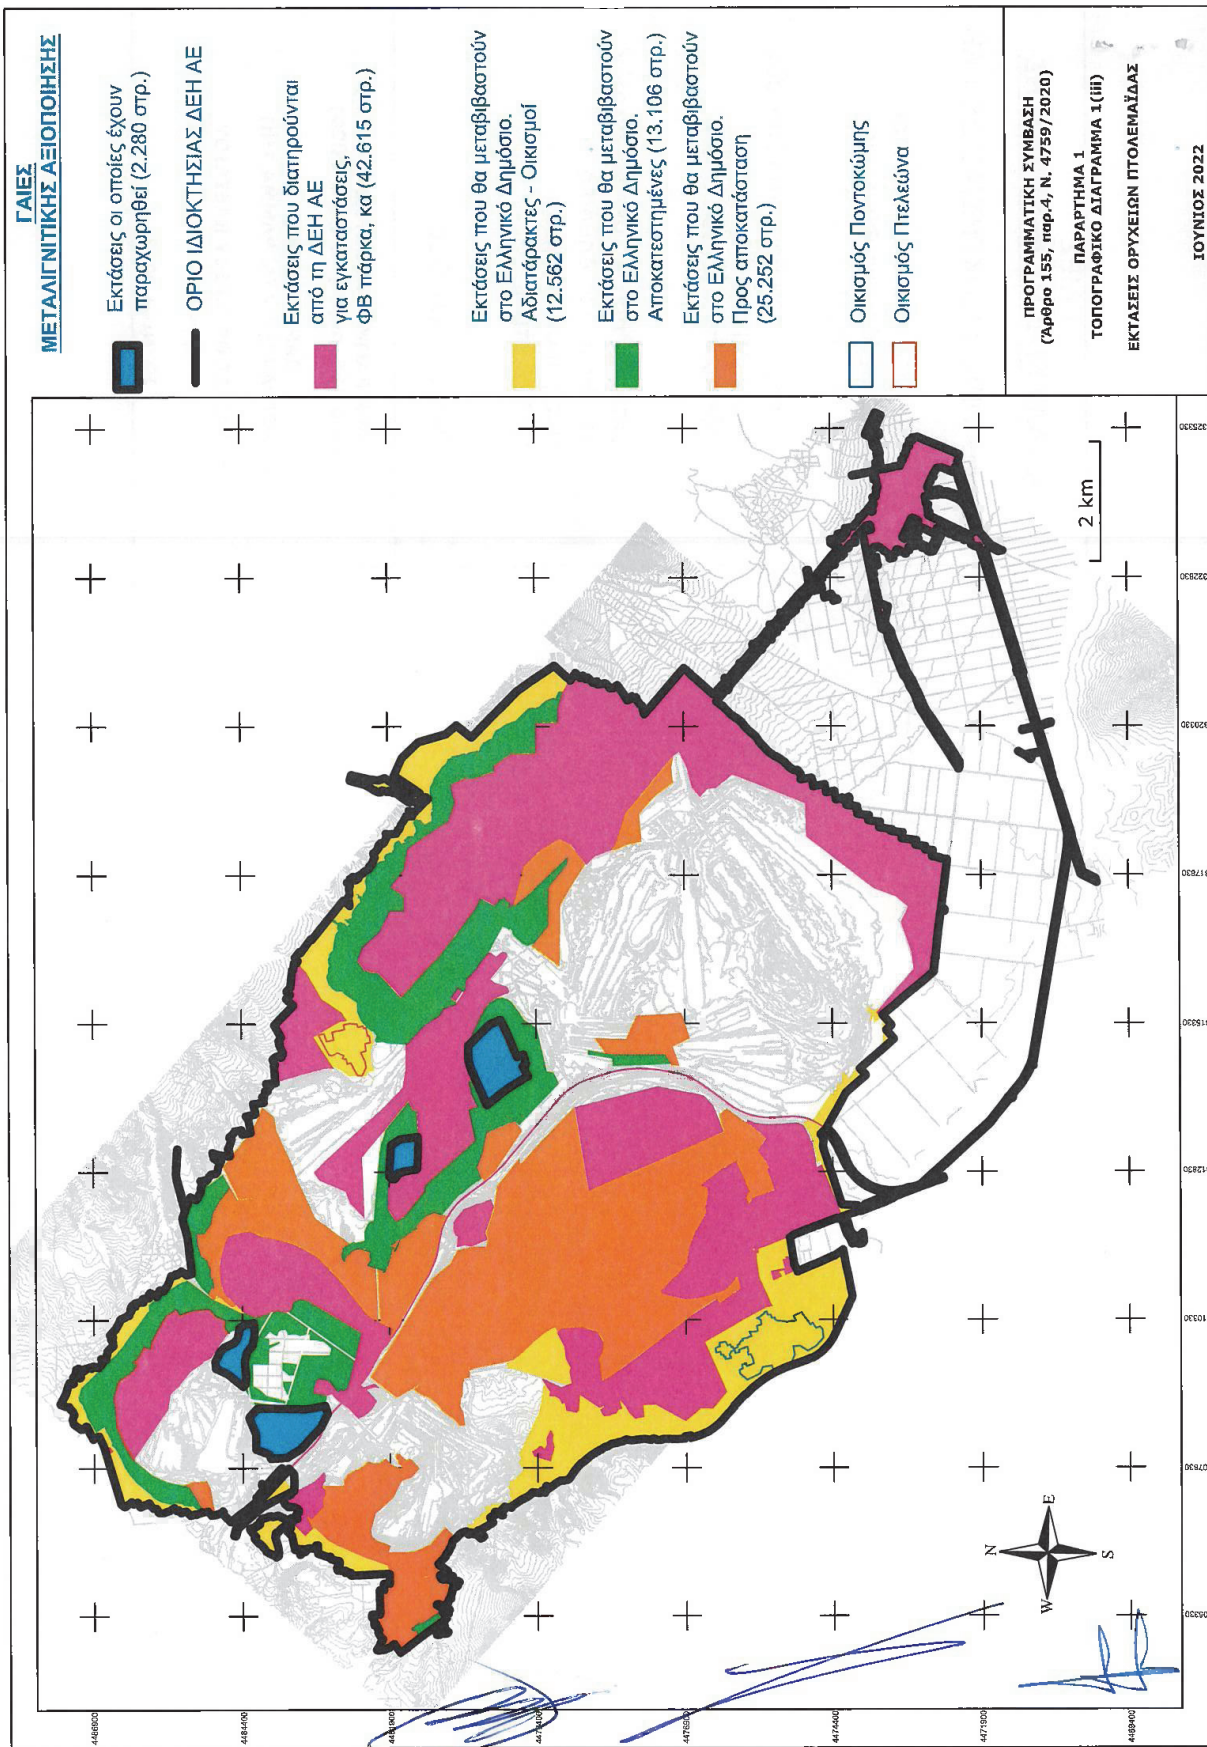 ΓΑΙΕΣ
ΜΕΤΑΛΙΓΝΙΤΙΚΗΣ ΑΞΙΟΠΟΙΗΣΗΣ
Εκτάσεις οι οποίες έχουν
παραχωρηθεί (2.280 στρ.)
ΟΡΙΟ ΙΔΙΟΚΤΗΣΙΑΣ ΔΕΗ ΑΕ
Εκτάσεις που διατηρούνται
από τη ΔΕΗ ΑΕ
για εγκαταστάσεις,
ΦΒ πάρκα, κα (42.615 στρ.)
Εκτάσεις που θα μεταβιβαστούν
στο Ελληνικό Δημόσιο.
Αδιατάρακτες - Οικισμοί
(12.562 στρ.)
Εκτάσεις που θα μεταβιβαστούν
στο Ελληνικό Δημόσιο.
Αποκατεστημένες (13.106 στρ.)
Εκτάσεις που θα μεταβιβαστούν
στο Ελληνικό Δημόσιο.
Προς αποκατάσταση
(25.252 στρ.)
Οικισμός Ποντοκώμης
Οικισμός Πτελεώνα
ΠΡΟΓΡΑΜΜΑΤΙΚΗ ΣΥΜΒΑΣΗ
(Άρθρο 155, παρ.4, Ν. 4759/2020)
ΠΑΡΑΡΤΗΜΑ 1
ΤΟΠΟΓΡΑΦΙΚΟ ΔΙΑΓΡΑΜΜΑ 1(iii)
ΕΚΤΑΣΕΙΣ ΟΡΥΧΕΙΩΝ ΠΤΟΛΕΜΑΪΔΑΣ
ΙΟΥΝΙΟΣ 2022
2 km
N
W
E
S
4486900
4484400
4476900
4474400
4471900
4469400
325330
322830